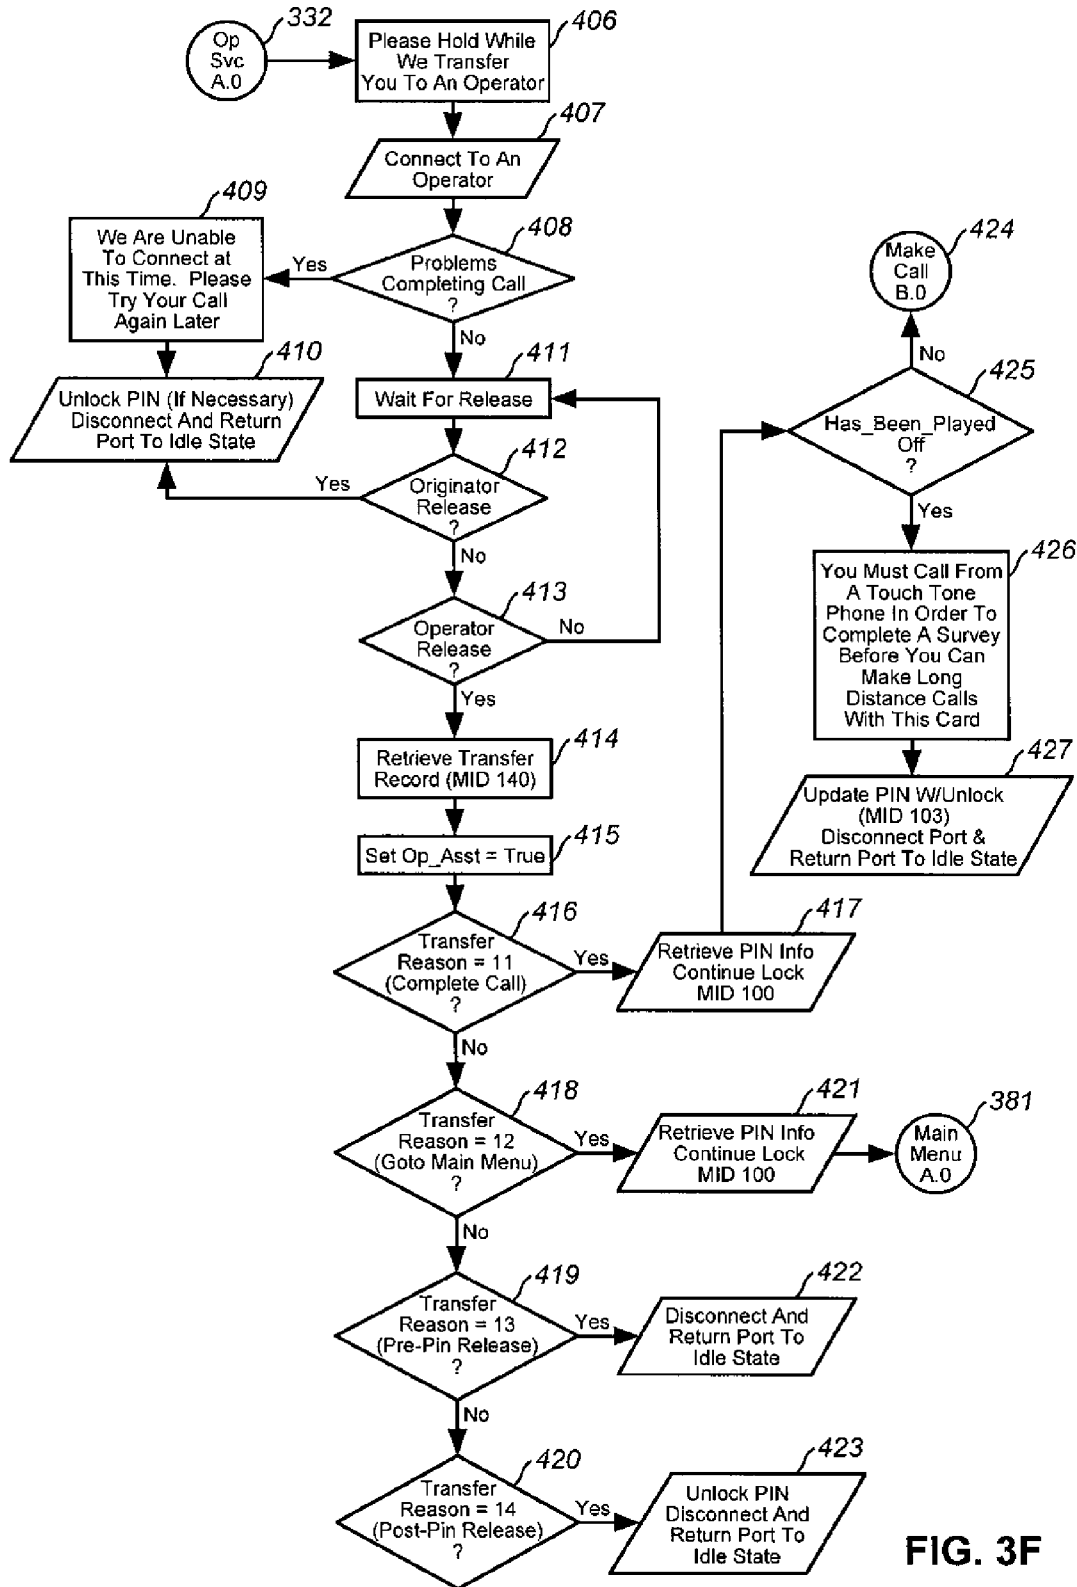 332
Op
Svc
A.0
406
Please Hold While
We Transfer
You To An Operator
407
Connect To An
Operator
408
Problems
Completing Call
?
Yes
No
409
We Are Unable
To Connect at
This Time. Please
Try Your Call
Again Later
410
Unlock PIN (If Necessary)
Disconnect And Return
Port To Idle State
411
Wait For Release
412
Originator
Release
?
Yes
No
413
Operator
Release
?
No
Yes
414
Retrieve Transfer
Record (MID 140)
415
Set Op_Asst = True
416
Transfer
Reason = 11
(Complete Call)
?
Yes
No
417
Retrieve PIN Info
Continue Lock
MID 100
424
Make
Call
B.0
No
425
Has_Been_Played
Off
?
Yes
426
You Must Call From
A Touch Tone
Phone In Order To
Complete A Survey
Before You Can
Make Long
Distance Calls
With This Card
427
Update PIN W/Unlock
(MID 103)
Disconnect Port &
Return Port To Idle State
418
Transfer
Reason = 12
(Goto Main Menu)
?
Yes
No
421
Retrieve PIN Info
Continue Lock
MID 100
381
Main
Menu
A.0
419
Transfer
Reason = 13
(Pre-Pin Release)
?
Yes
No
422
Disconnect And
Return Port To
Idle State
420
Transfer
Reason = 14
(Post-Pin Release)
?
Yes
423
Unlock PIN
Disconnect And
Return Port To
Idle State
FIG. 3F